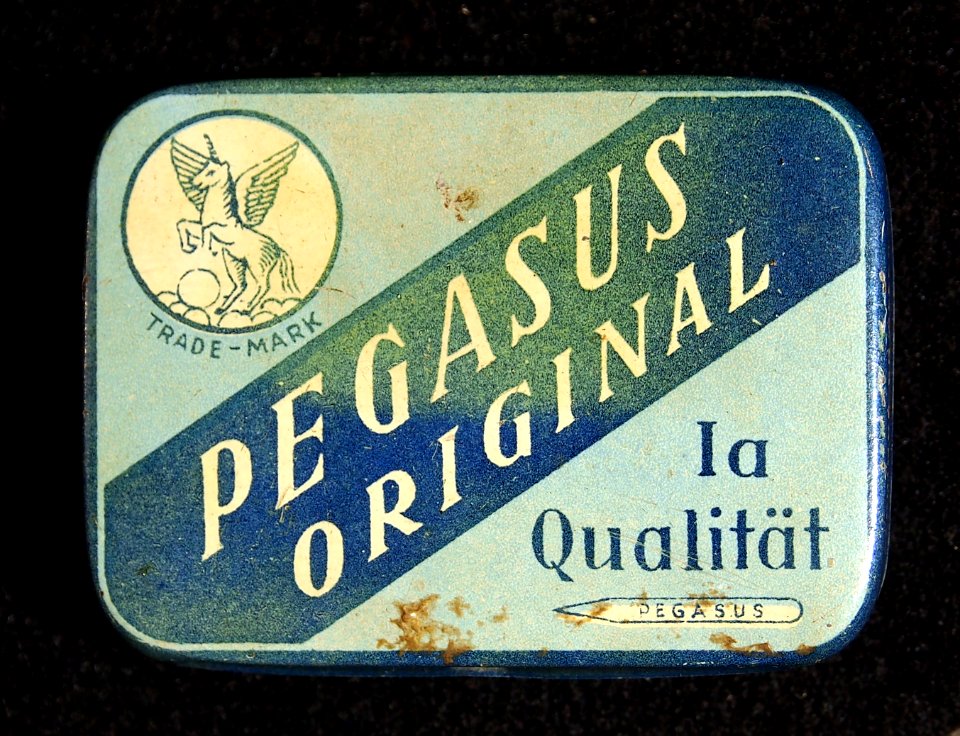 TRADE-MARK
PEGASUS
ORIGINAL
Ia
Qualität
PEGASUS